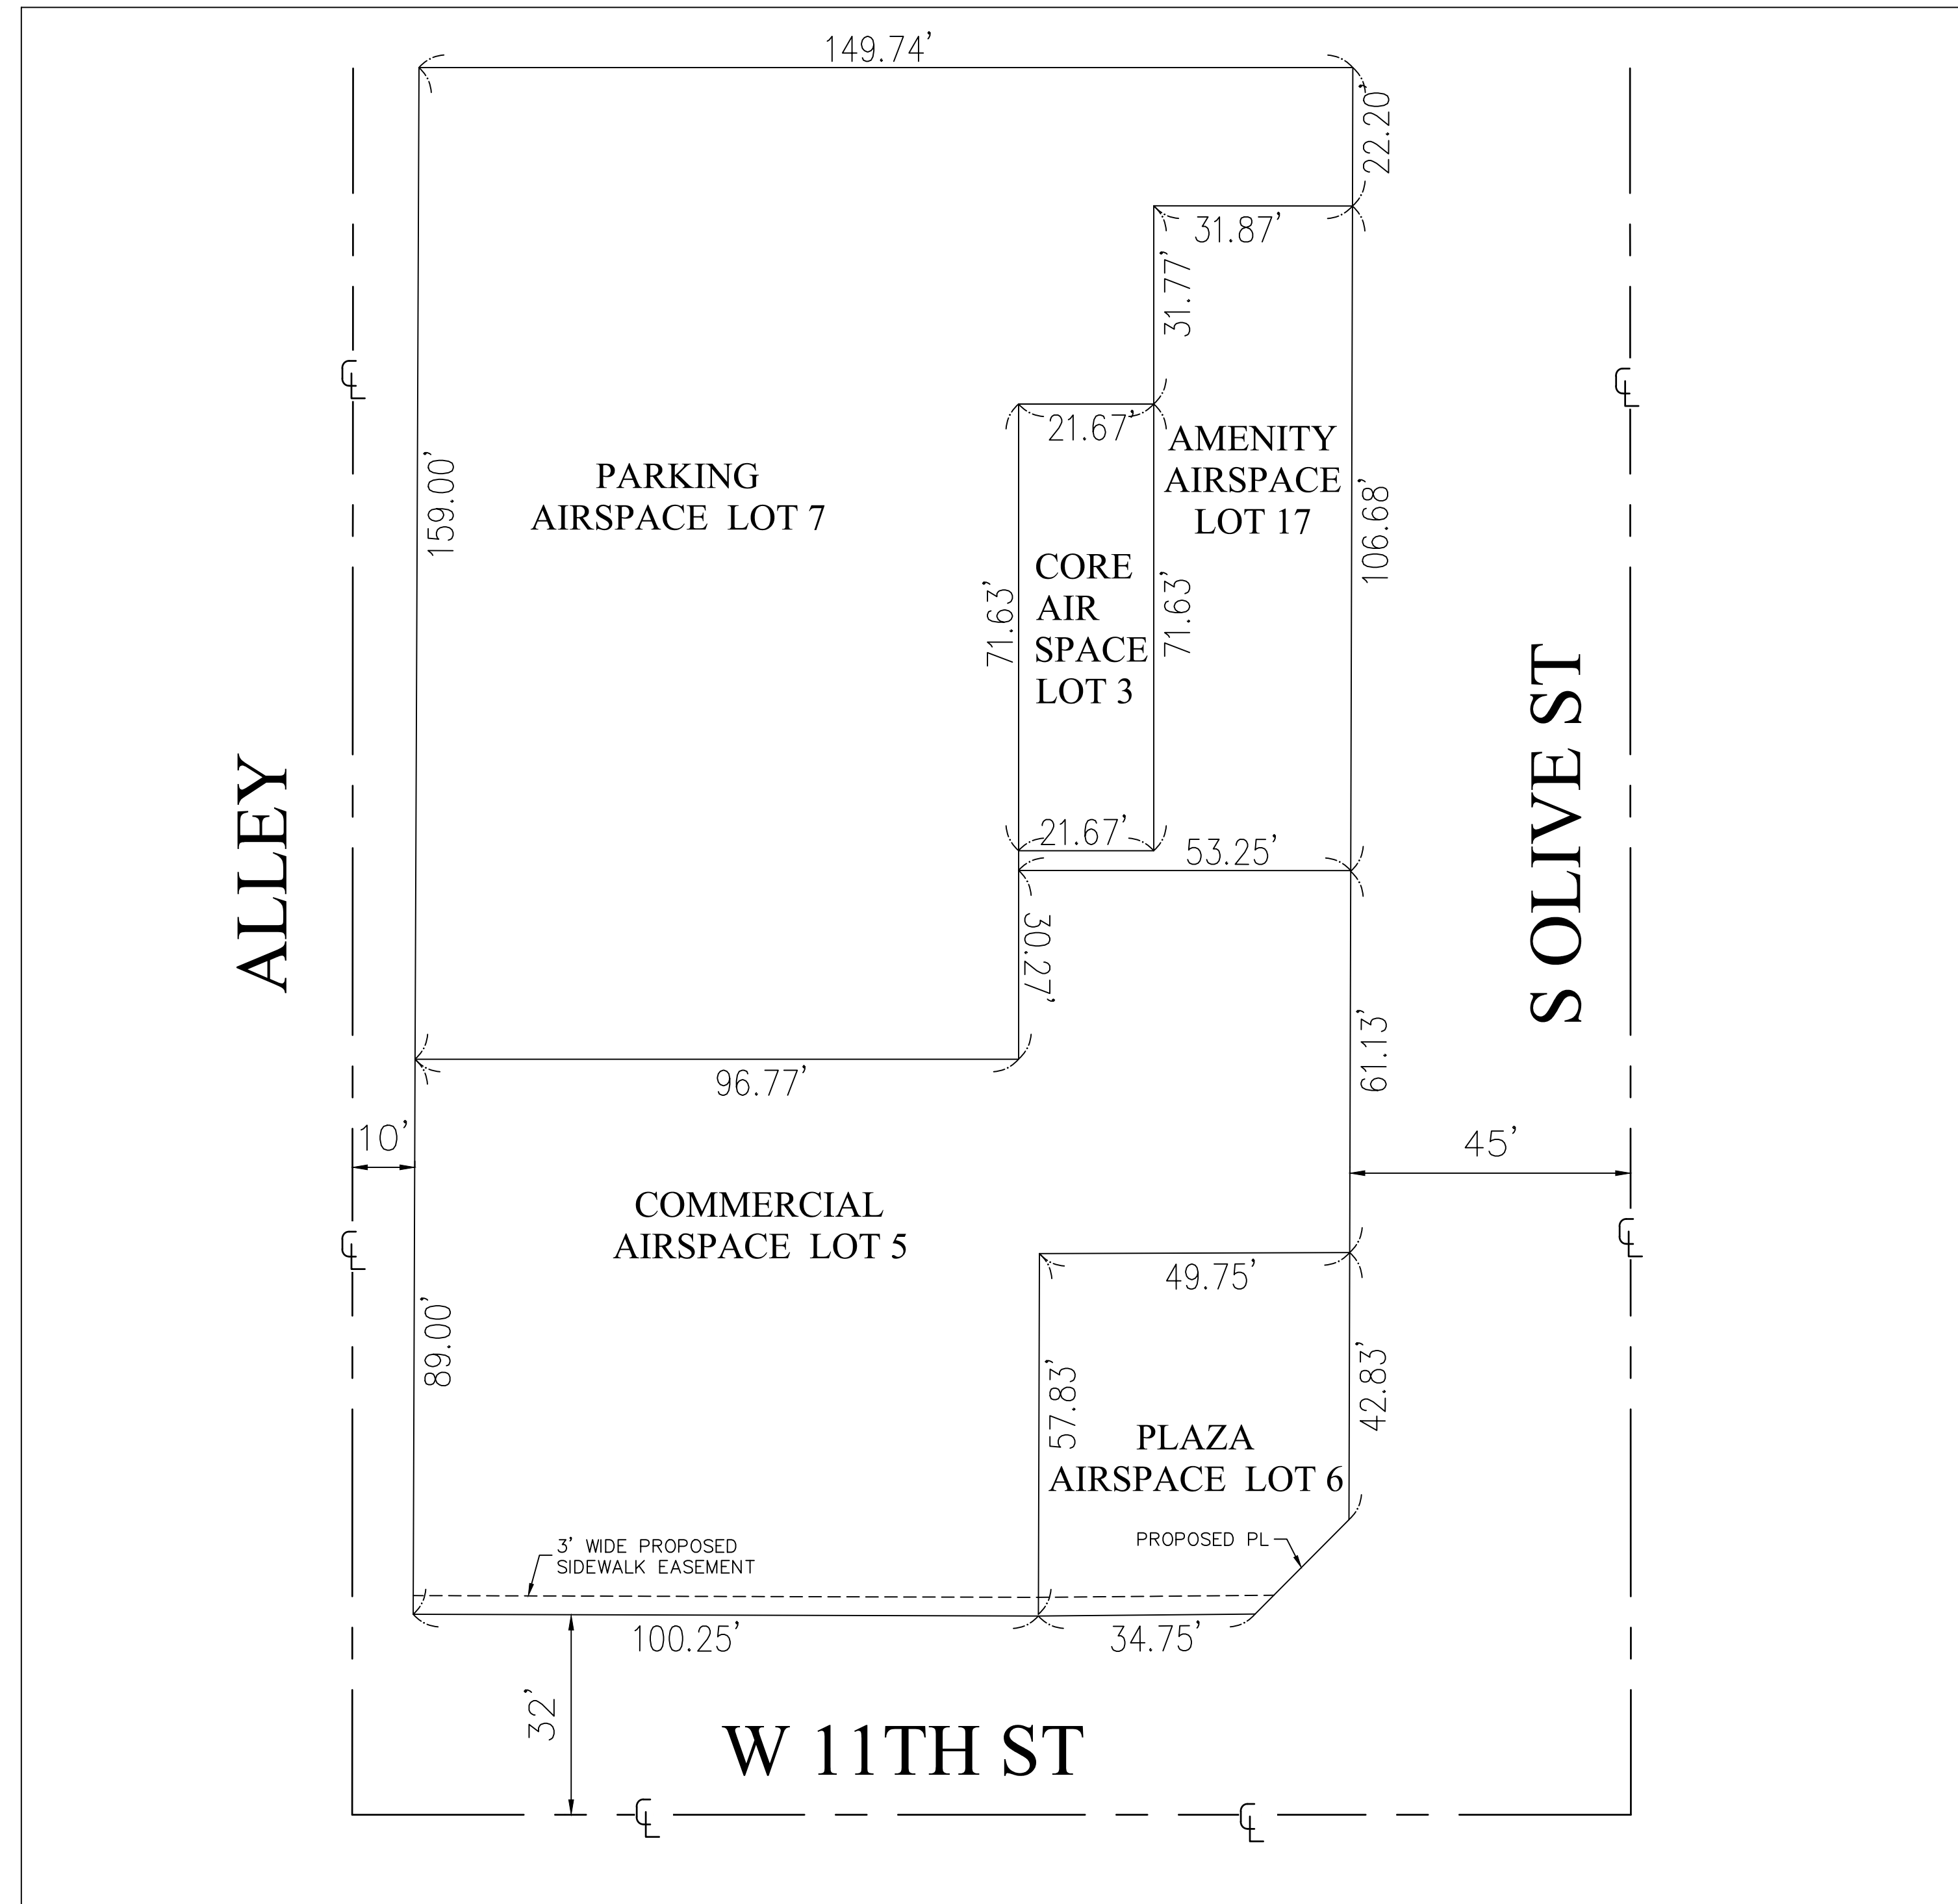 149.74'
22.20'
31.87'
31.77'
21.67'
AMENITY
AIRSPACE
LOT 17
PARKING
AIRSPACE LOT 7
159.00'
106.68'
CORE
AIR
SPACE
LOT 3
71.63'
71.63'
S OLIVE ST
ALLEY
21.67'
53.25'
30.27'
61.13'
96.77'
10'
45'
COMMERCIAL
AIRSPACE LOT 5
49.75'
89.00'
57.83'
42.83'
PLAZA
AIRSPACE LOT 6
3' WIDE PROPOSED
SIDEWALK EASEMENT
PROPOSED PL
100.25'
34.75'
32'
W 11TH ST